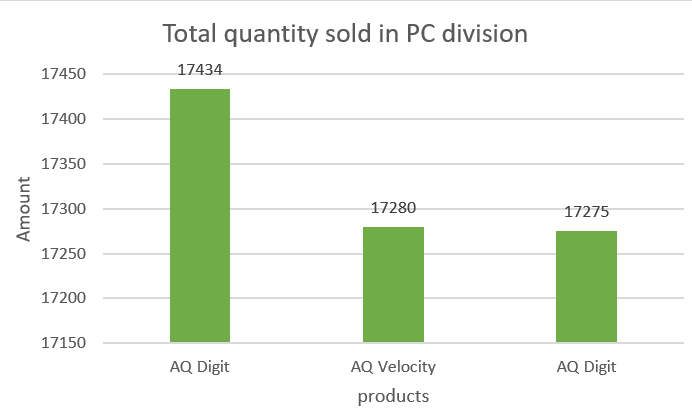 Total quantity sold in PC division
17450
17400
17350
17300
17250
17200
17150
Amount
17434
17280
17275
AQ Digit
AQ Velocity
AQ Digit
products